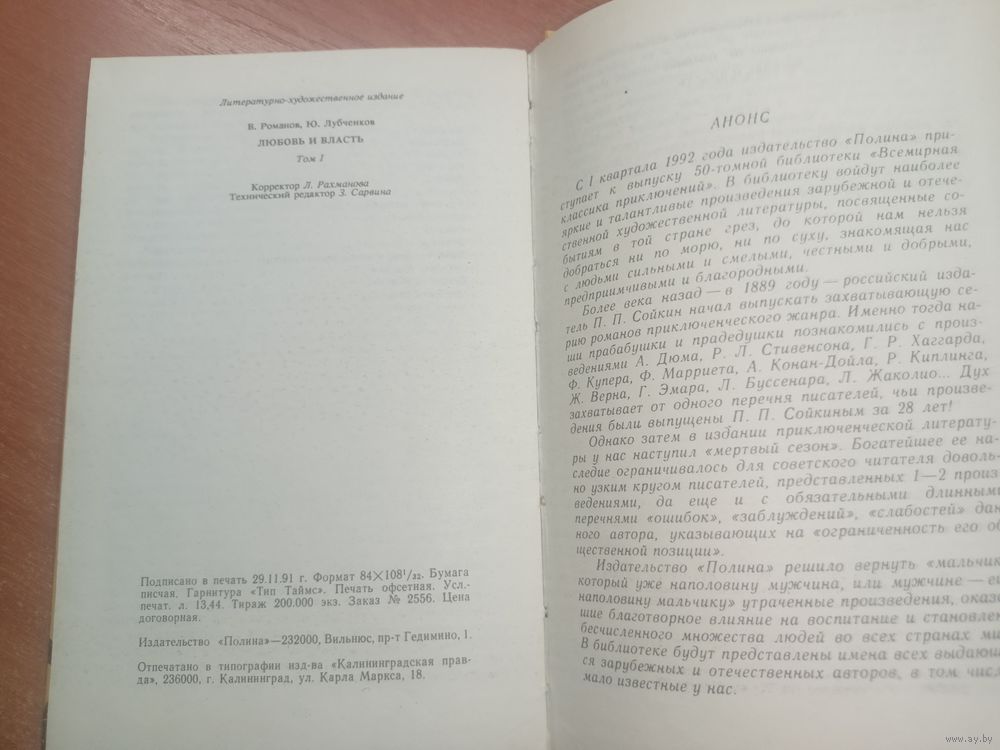 Литературно-художественное издание
В. Романов, Ю. Лубченков
ЛЮБОВЬ И ВЛАСТЬ
Том I
Корректор Л. Рахманова
Технический редактор З. Сарвина
Подписано в печать 29.11.91 г. Формат 84×108¹/₃₂. Бумага
писчая. Гарнитура «Тип Таймс». Печать офсетная. Усл.-
печат. л. 13,44. Тираж 200.000 экз. Заказ № 2556. Цена
договорная.
Издательство «Полина»—232000, Вильнюс, пр-т Гедимино, 1.
Отпечатано в типографии изд-ва «Калининградская прав-
да», 236000, г. Калининград, ул. Карла Маркса, 18.
АНОНС
С I квартала 1992 года издательство «Полина» при-
ступает к выпуску 50-томной библиотеки «Всемирная
классика приключений». В библиотеку войдут наиболее
яркие и талантливые произведения зарубежной и отече-
ственной художественной литературы, посвященные со-
бытиям в той стране грез, до которой нам нельзя
добраться ни по морю, ни по суху, знакомящая нас
с людьми сильными и смелыми, честными и добрыми,
предприимчивыми и благородными.
Более века назад — в 1889 году — российский изда-
тель П. П. Сойкин начал выпускать захватывающую се-
рию романов приключенческого жанра. Именно тогда на-
ши прабабушки и прадедушки познакомились с произ-
ведениями А. Дюма, Р. Л. Стивенсона, Г. Р. Хаггарда,
Ф. Купера, Ф. Марриета, А. Конан-Дойла, Р. Киплинга,
Ж. Верна, Г. Эмара, Л. Буссенара, Л. Жаколио... Дух
захватывает от одного перечня писателей, чьи произве-
дения были выпущены П. П. Сойкиным за 28 лет!
Однако затем в издании приключенческой литерату-
ры у нас наступил «мертвый сезон». Богатейшее ее на-
следие ограничивалось для советского читателя доволь-
но узким кругом писателей, представленных 1—2 произ-
ведениями, да еще и с обязательными длинными
перечнями «ошибок», «заблуждений», «слабостей» дан
ного автора, указывающих на «ограниченность его об
щественной позиции».
Издательство «Полина» решило вернуть «мальчик
который уже наполовину мужчина, или мужчине — ещ
наполовину мальчику» утраченные произведения, оказа
шие благотворное влияние на воспитание и становлен
бесчисленного множества людей во всех странах ми
В библиотеке будут представлены имена всех выдающ
ся зарубежных и отечественных авторов, в том числ
мало известные у нас.
www.ay.by